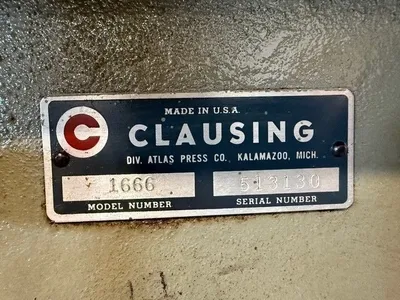 MADE IN U.S.A.
C CLAUSING
DIV. ATLAS PRESS CO., KALAMAZOO, MICH.
1666 513130
MODEL NUMBER SERIAL NUMBER